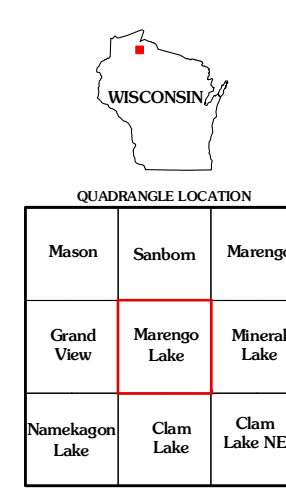 WISCONSIN
QUADRANGLE LOCATION
Mason Sanborn Marengo
Grand Marengo Mineral
View Lake Lake
Namekagon Clam Clam
Lake Lake Lake NE